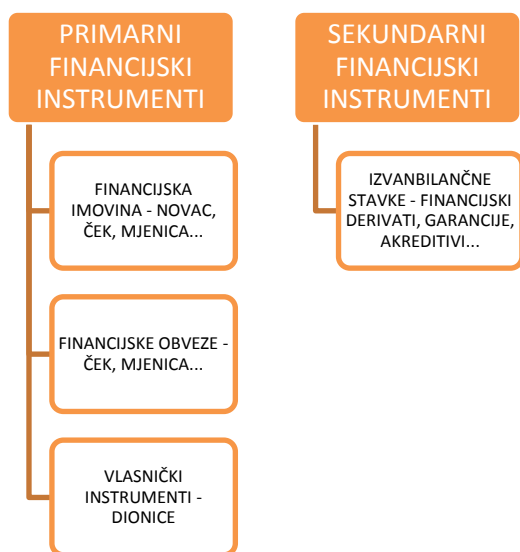 PRIMARNI
FINANCIJSKI
INSTRUMENTI
FINANCIJSKA
IMOVINA - NOVAC,
ČEK, MJENICA...
FINANCIJSKE OBVEZE -
ČEK, MJENICA...
VLASNIČKI
INSTRUMENTI -
DIONICE
SEKUNDARNI
FINANCIJSKI
INSTRUMENTI
IZVANBILANČNE
STAVKE - FINANCIJSKI
DERIVATI, GARANCIJE,
AKREDITIVI...